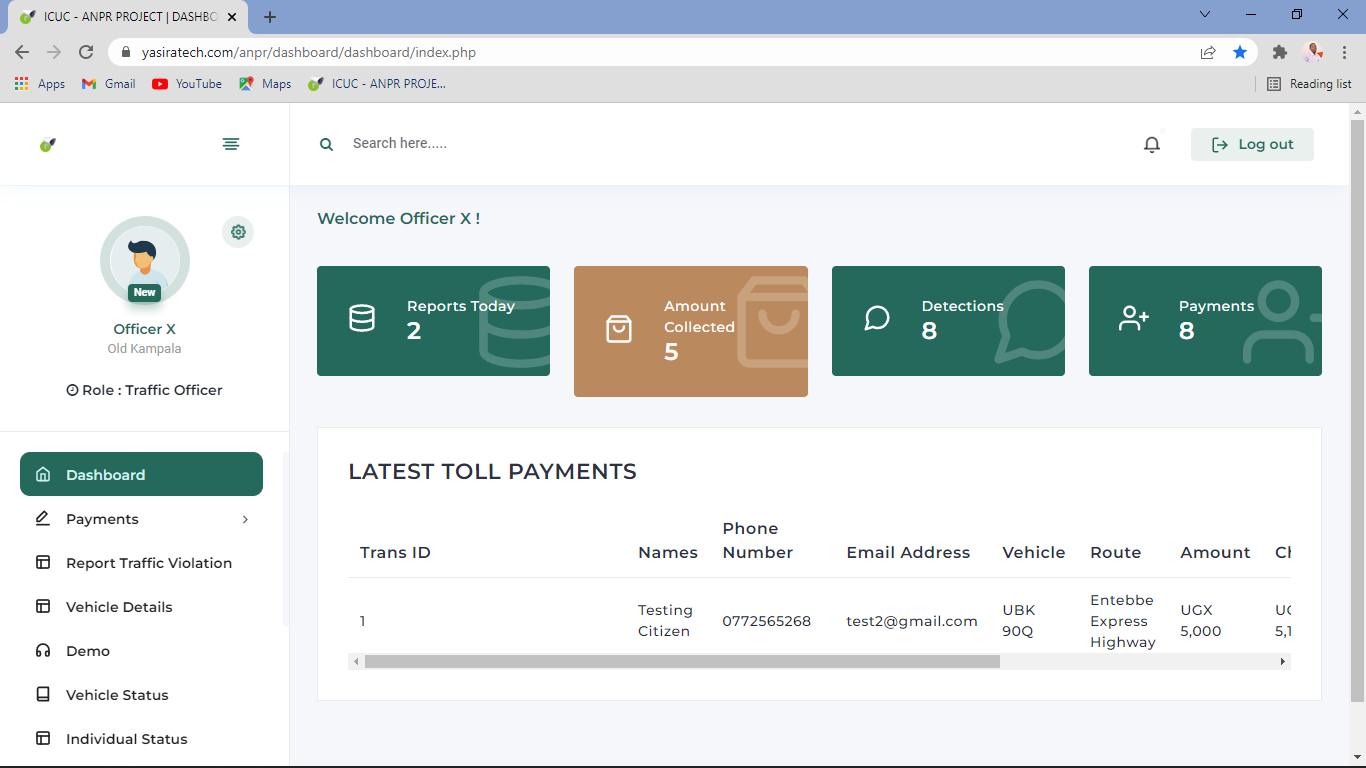 ICUC - ANPR PROJECT | DASHBO
yasiratech.com/anpr/dashboard/dashboard/index.php
Apps Gmail YouTube Maps ICUC - ANPR PROJE... Reading list
Search here.....
Log out
New
Officer X
Old Kampala
Role : Traffic Officer
Dashboard
Payments
Report Traffic Violation
Vehicle Details
Demo
Vehicle Status
Individual Status
Welcome Officer X !
Reports Today
2
Amount
Collected
5
Detections
8
Payments
8
LATEST TOLL PAYMENTS
Trans ID Names Phone Number Email Address Vehicle Route Amount
1 Testing Citizen 0772565268 test2@gmail.com UBK 90Q Entebbe Express Highway UGX 5,000